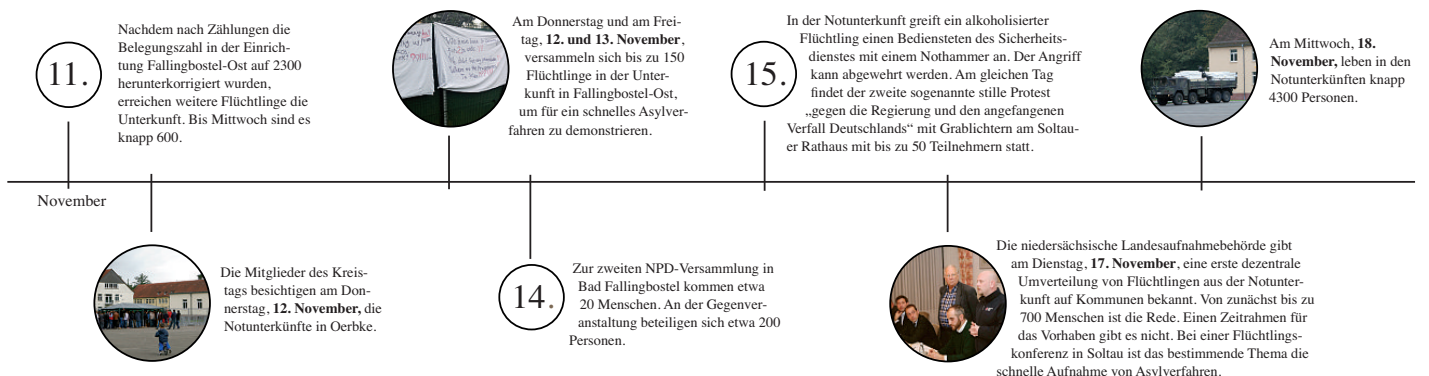 11.
Nachdem nach Zählungen die
Belegungszahl in der Einrich-
tung Fallingbostel-Ost auf 2300
herunterkorrigiert wurden,
erreichen weitere Flüchtlinge die
Unterkunft. Bis Mittwoch sind es
knapp 600.
Am Donnerstag und am Frei-
tag, 12. und 13. November,
versammeln sich bis zu 150
Flüchtlinge in der Unter-
kunft in Fallingbostel-Ost,
um für ein schnelles Asylver-
fahren zu demonstrieren.
15.
In der Notunterkunft greift ein alkoholisierter
Flüchtling einen Bediensteten des Sicherheits-
dienstes mit einem Nothammer an. Der Angriff
kann abgewehrt werden. Am gleichen Tag
findet der zweite sogenannte stille Protest
„gegen die Regierung und den angefangenen
Verfall Deutschlands“ mit Grablichtern am Soltau-
er Rathaus mit bis zu 50 Teilnehmern statt.
Am Mittwoch, 18.
November, leben in den
Notunterkünften knapp
4300 Personen.
November
Die Mitglieder des Kreis-
tags besichtigen am Don-
nerstag, 12. November, die
Notunterkünfte in Oerbke.
14.
Zur zweiten NPD-Versammlung in
Bad Fallingbostel kommen etwa
20 Menschen. An der Gegenver-
anstaltung beteiligen sich etwa 200
Personen.
Die niedersächsische Landesaufnahmebehörde gibt
am Dienstag, 17. November, eine erste dezentrale
Umverteilung von Flüchtlingen aus der Notunter-
kunft auf Kommunen bekannt. Von zunächst bis zu
700 Menschen ist die Rede. Einen Zeitrahmen für
das Vorhaben gibt es nicht. Bei einer Flüchtlings-
konferenz in Soltau ist das bestimmende Thema die
schnelle Aufnahme von Asylverfahren.